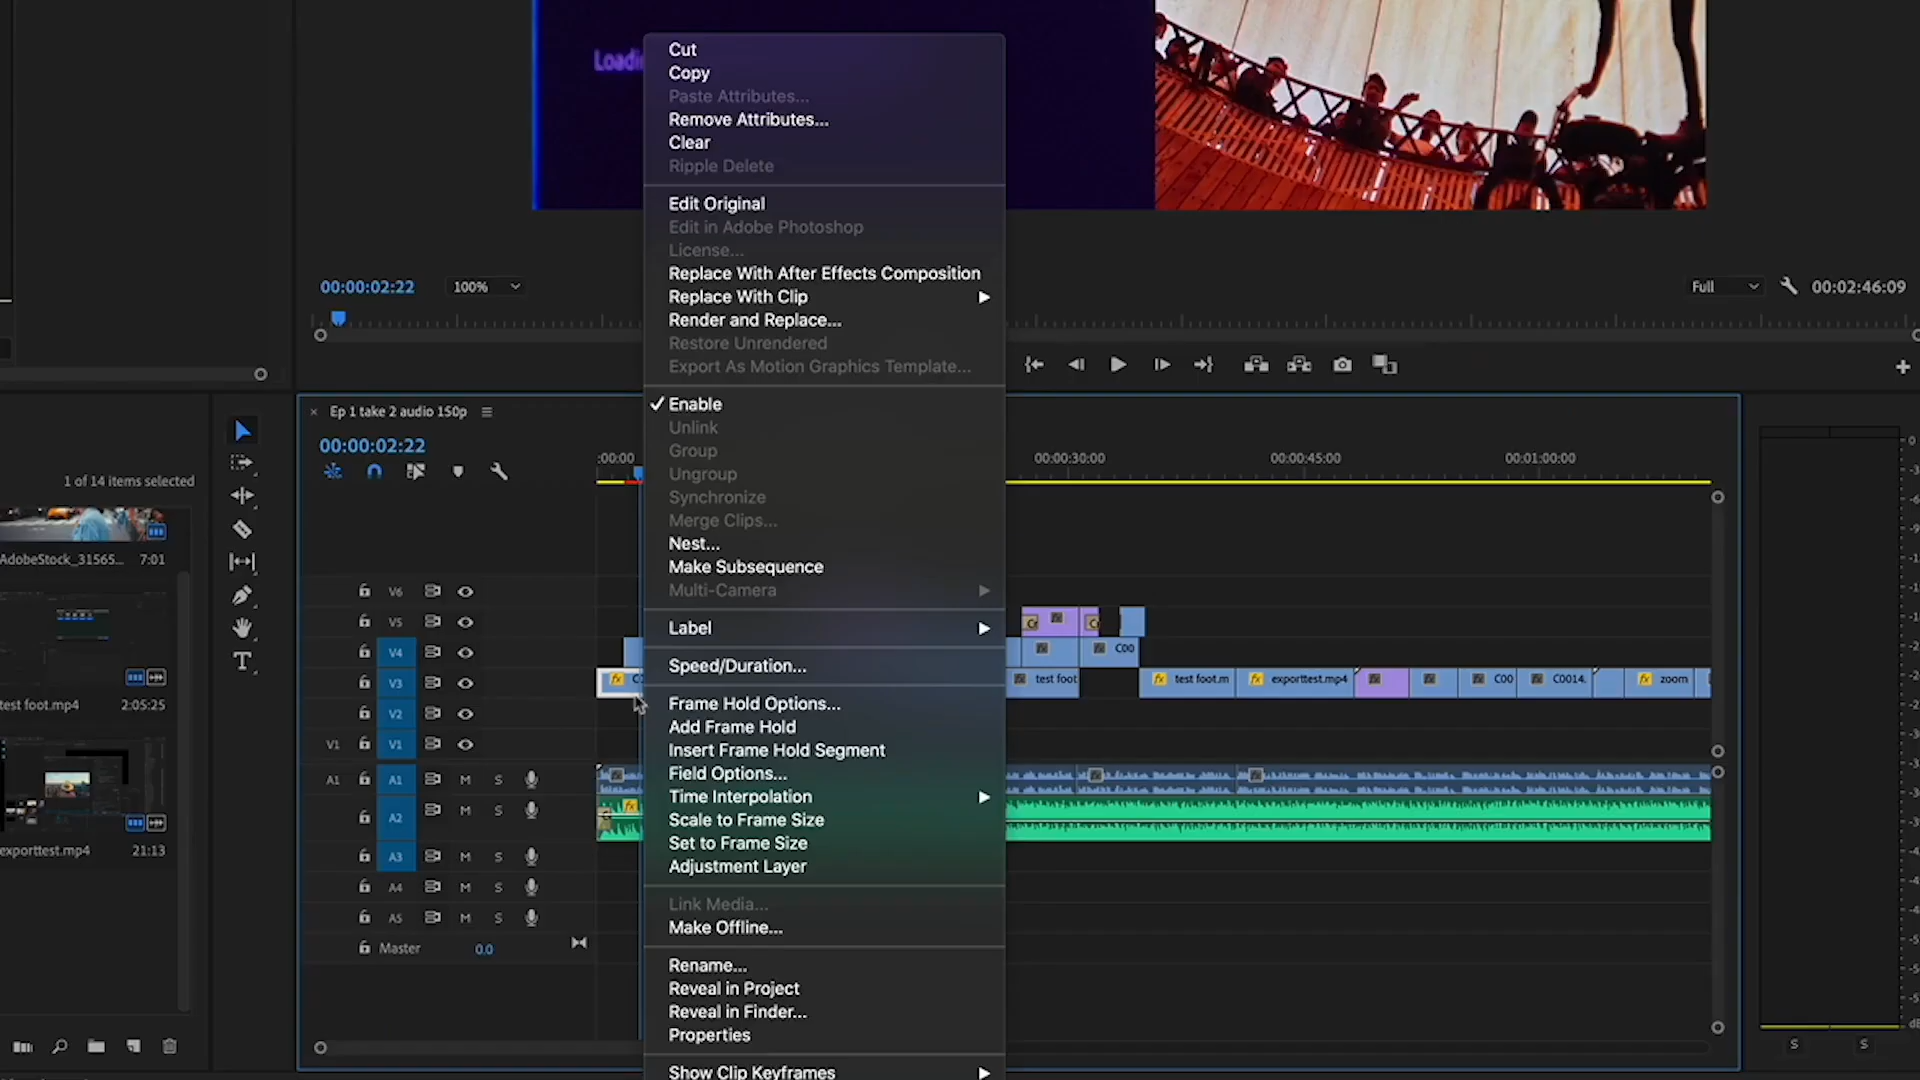 Cut
Copy
Paste Attributes...
Remove Attributes...
Clear
Ripple Delete
Edit Original
Edit in Adobe Photoshop
License...
Replace With After Effects Composition
Replace With Clip
Render and Replace...
Restore Unrendered
Export As Motion Graphics Template...
Enable
Unlink
Group
Ungroup
Synchronize
Merge Clips...
Nest...
Make Subsequence
Multi-Camera
Label
Speed/Duration...
Frame Hold Options...
Add Frame Hold
Insert Frame Hold Segment
Field Options...
Time Interpolation
Scale to Frame Size
Set to Frame Size
Adjustment Layer
Link Media...
Make Offline...
Rename...
Reveal in Project
Reveal in Finder...
Properties
Show Clip Keyframes
Loadi
00:00:02:22 100%
Full 00:02:46:09
Ep 1 take 2 audio 150p
00:00:02:22
:00:00 00:00:30:00 00:00:45:00 00:01:00:00
1 of 14 items selected
AdobeStock_31565... 7:01
test foot.mp4 2:05:25
exporttest.mp4 21:13
V6
V5
V4 C00
V3 test foot test foot.m exporttest.mp4 C00 C0014. zoom
V2
V1 V1
A1 A1 M S
A2 M S
A3 M S
A4 M S
A5 M S
Master 0.0
S S